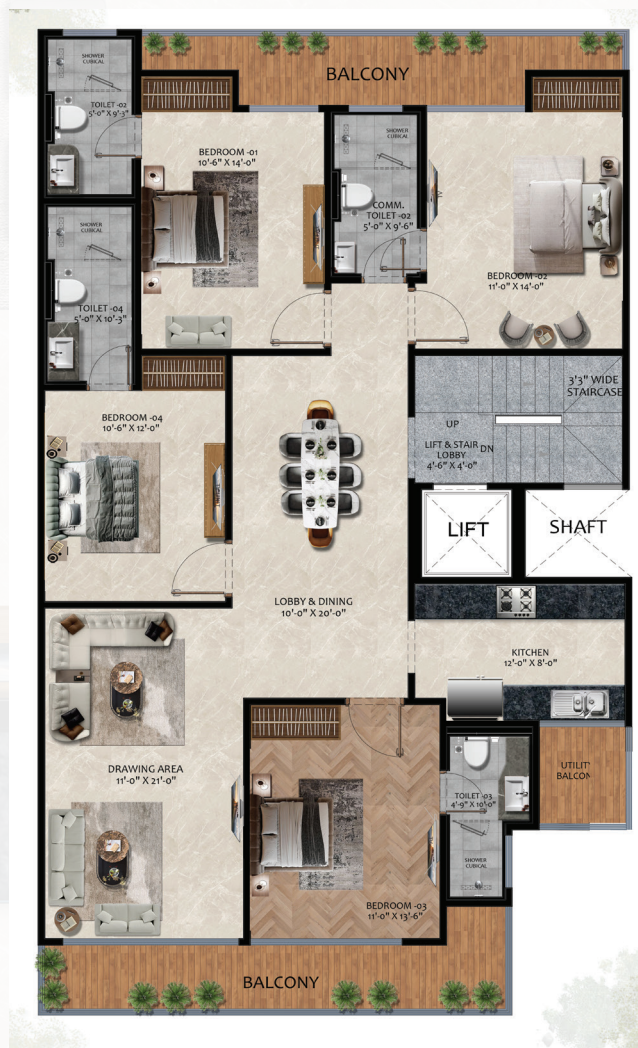 BALCONY
SHOWER
CUBICAL
TOILET -02
5'-0" X 9'-3"
BEDROOM -01
10'-6" X 14'-0"
SHOWER
CUBICAL
COMM.
TOILET -02
5'-0" X 9'-6"
BEDROOM -02
11'-0" X 14'-0"
SHOWER
CUBICAL
TOILET -04
5'-0" X 10'-3"
3'3" WIDE
STAIRCASE
UP
DN
LIFT & STAIR
LOBBY
4'-6" X 4'-0"
BEDROOM -04
10'-6" X 12'-0"
LIFT
SHAFT
LOBBY & DINING
10'-0" X 20'-0"
KITCHEN
12'-0" X 8'-0"
DRAWING AREA
11'-0" X 21'-0"
UTILIT
BALCON
TOILET -03
4'-9" X 10'-0"
SHOWER
CUBICAL
BEDROOM -03
11'-0" X 13'-6"
BALCONY